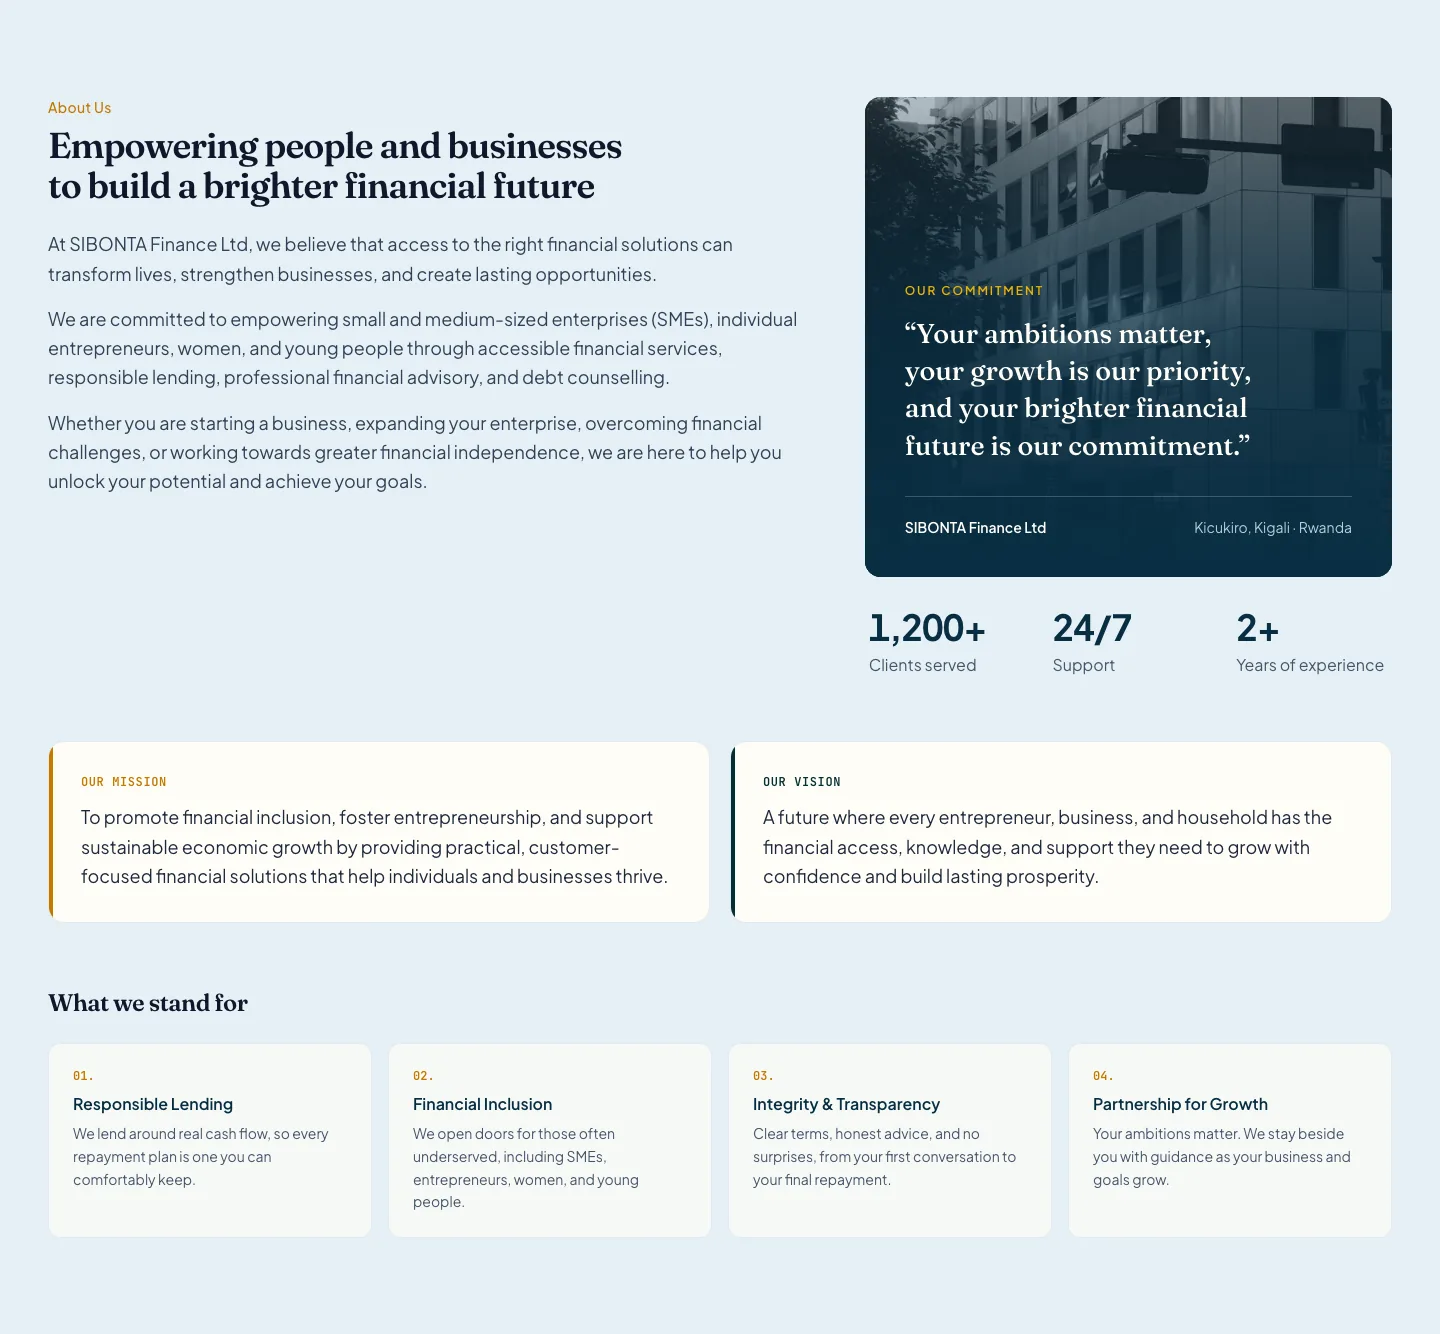 About Us
Empowering people and businesses
to build a brighter financial future
At SIBONTA Finance Ltd, we believe that access to the right financial solutions can
transform lives, strengthen businesses, and create lasting opportunities.
We are committed to empowering small and medium-sized enterprises (SMEs), individual
entrepreneurs, women, and young people through accessible financial services,
responsible lending, professional financial advisory, and debt counselling.
Whether you are starting a business, expanding your enterprise, overcoming financial
challenges, or working towards greater financial independence, we are here to help you
unlock your potential and achieve your goals.
OUR COMMITMENT
“Your ambitions matter,
your growth is our priority,
and your brighter financial
future is our commitment.”
SIBONTA Finance Ltd
Kicukiro, Kigali · Rwanda
1,200+
Clients served
24/7
Support
2+
Years of experience
OUR MISSION
To promote financial inclusion, foster entrepreneurship, and support
sustainable economic growth by providing practical, customer-
focused financial solutions that help individuals and businesses thrive.
OUR VISION
A future where every entrepreneur, business, and household has the
financial access, knowledge, and support they need to grow with
confidence and build lasting prosperity.
What we stand for
01.
Responsible Lending
We lend around real cash flow, so every
repayment plan is one you can
comfortably keep.
02.
Financial Inclusion
We open doors for those often
underserved, including SMEs,
entrepreneurs, women, and young
people.
03.
Integrity & Transparency
Clear terms, honest advice, and no
surprises, from your first conversation to
your final repayment.
04.
Partnership for Growth
Your ambitions matter. We stay beside
you with guidance as your business and
goals grow.